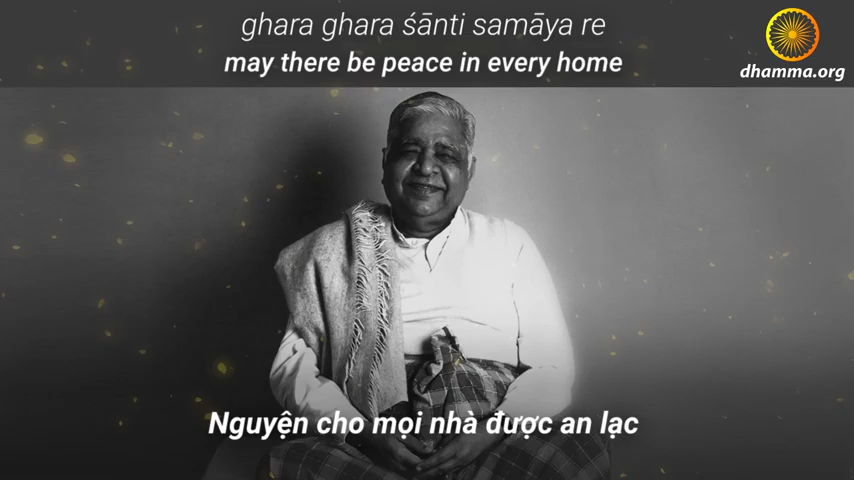 ghara ghara śānti samāya re
may there be peace in every home
dhamma.org
Nguyện cho mọi nhà được an lạc